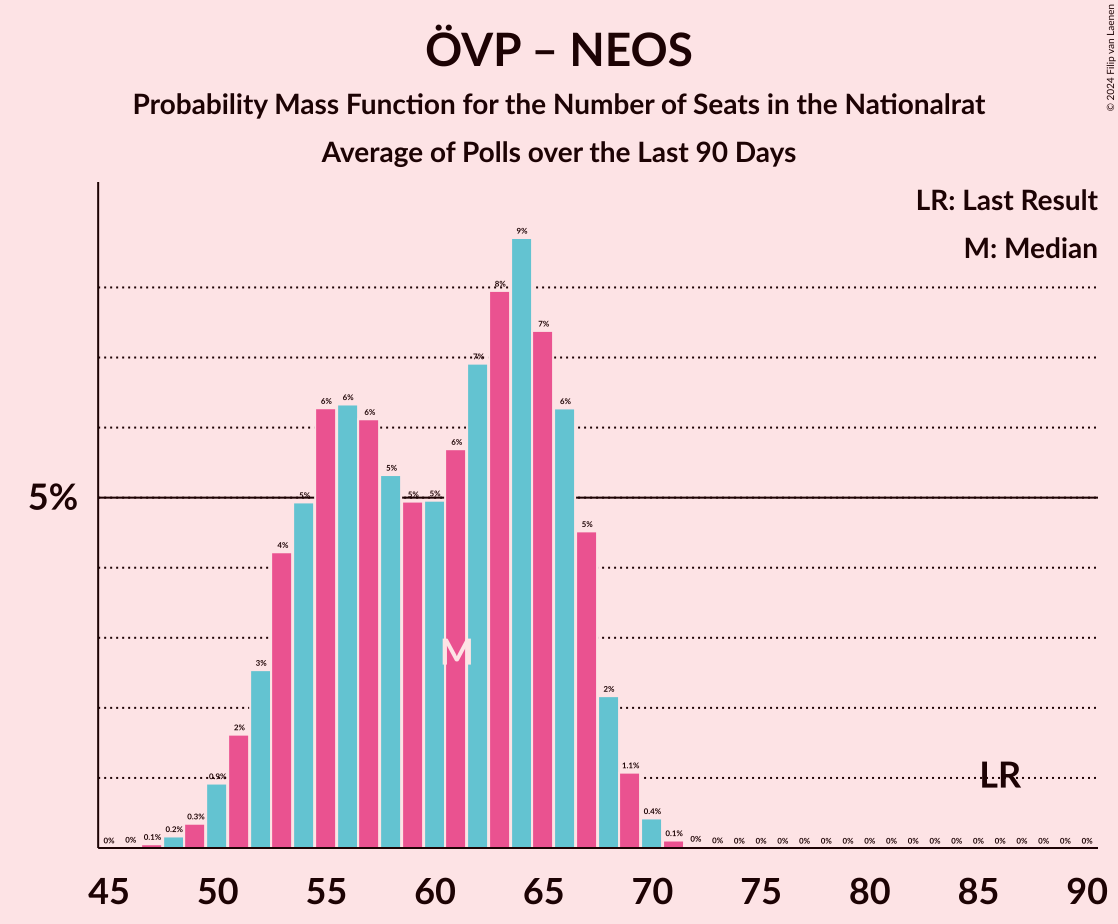 © 2024 Filip van Laenen
ÖVP – NEOS
Probability Mass Function for the Number of Seats in the Nationalrat
Average of Polls over the Last 90 Days
LR: Last Result
M: Median
5%
0% 0% 0.1% 0.2% 0.3% 0.9% 2% 3% 4% 5% 6% 6% 6% 5% 5% 5% 6% 7% 8% 9% 7% 6% 5% 2% 1.1% 0.4% 0.1% 0% 0% 0% 0% 0% 0% 0% 0% 0% 0% 0% 0% 0% 0% 0% 0% 0% 0% 0%
M
LR
45 50 55 60 65 70 75 80 85 90